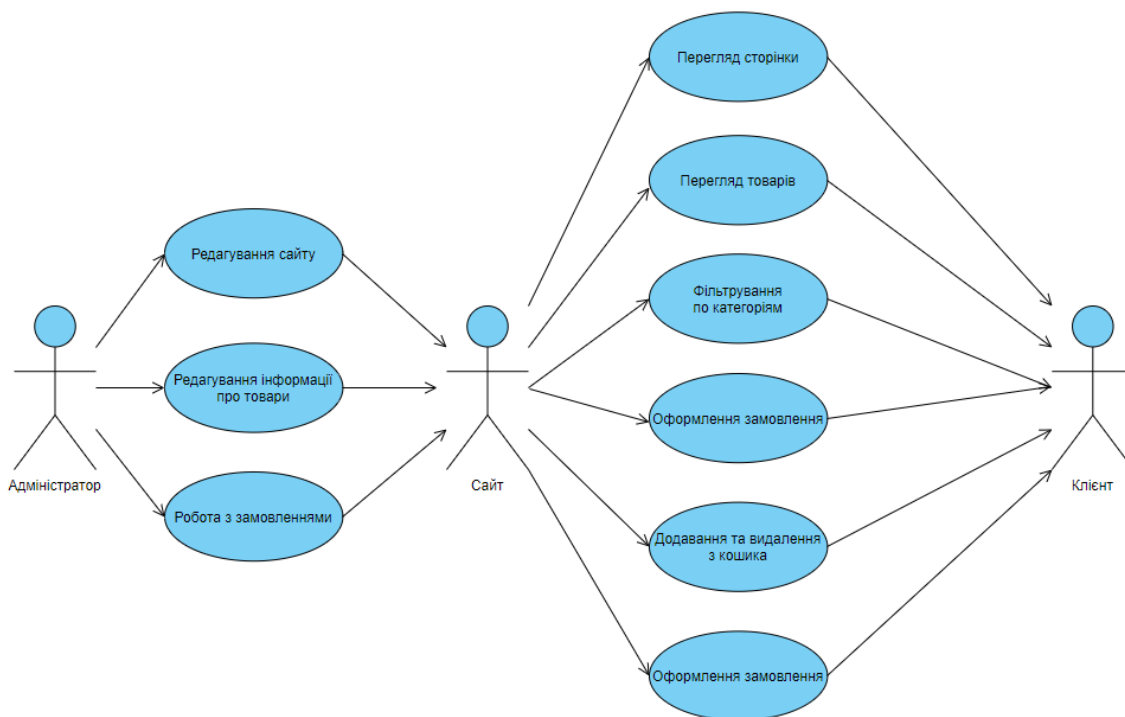 Перегляд сторінки
Перегляд товарів
Редагування сайту
Фільтрування
по категоріям
Редагування інформації
про товари
Оформлення замовлення
Адміністратор
Сайт
Клієнт
Робота з замовленнями
Додавання та видалення
з кошика
Оформлення замовлення